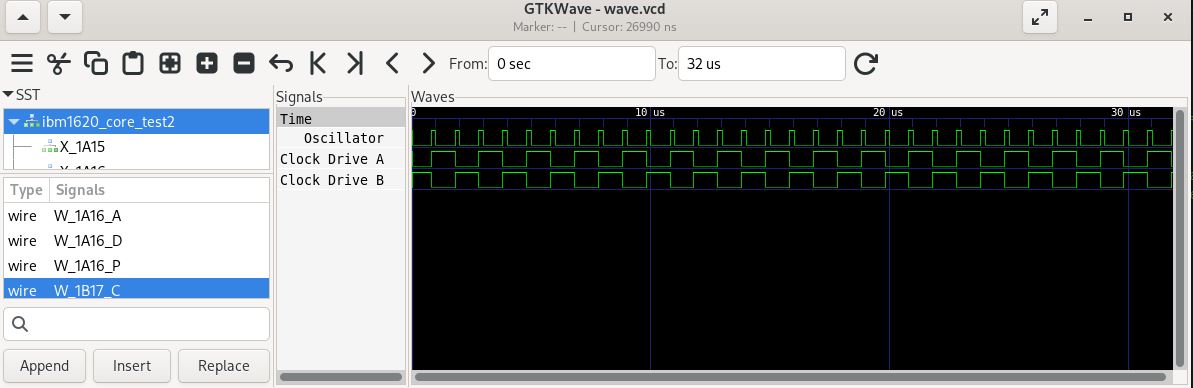 GTKWave - wave.vcd
Marker: -- | Cursor: 26990 ns
From: 0 sec To: 32 us
SST
ibm1620_core_test2
X_1A15
Type Signals
wire W_1A16_A
wire W_1A16_D
wire W_1A16_P
wire W_1B17_C
Append Insert Replace
Signals
Time
Oscillator
Clock Drive A
Clock Drive B
Waves
0 10 us 20 us 30 us